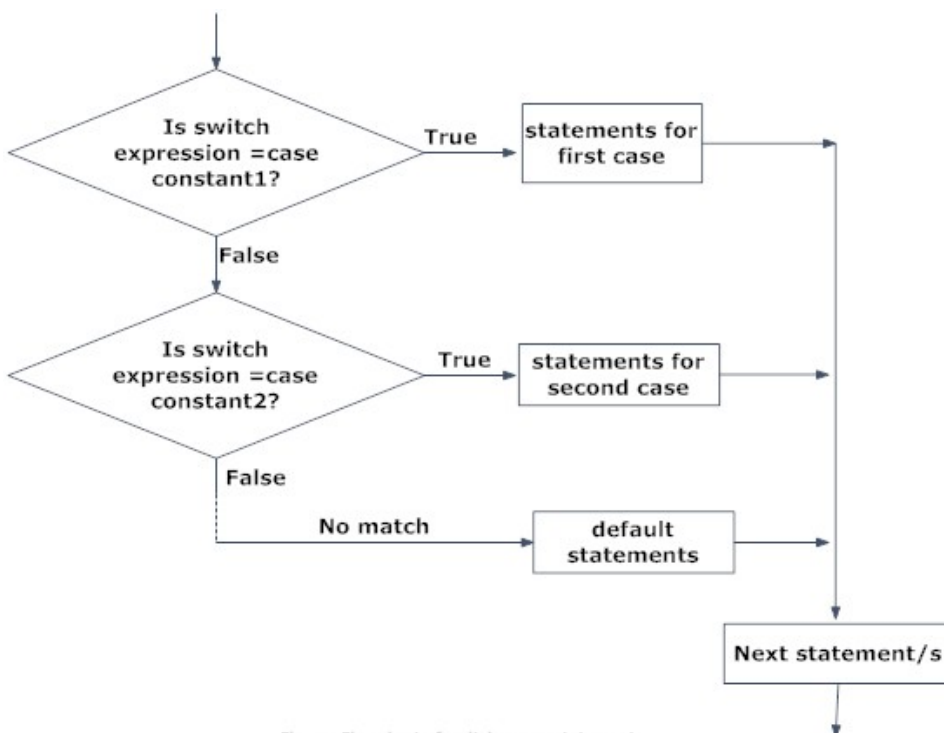 Is switch
expression =case
constant1?
True
statements for
first case
False
Is switch
expression =case
constant2?
True
statements for
second case
False
No match
default
statements
Next statement/s